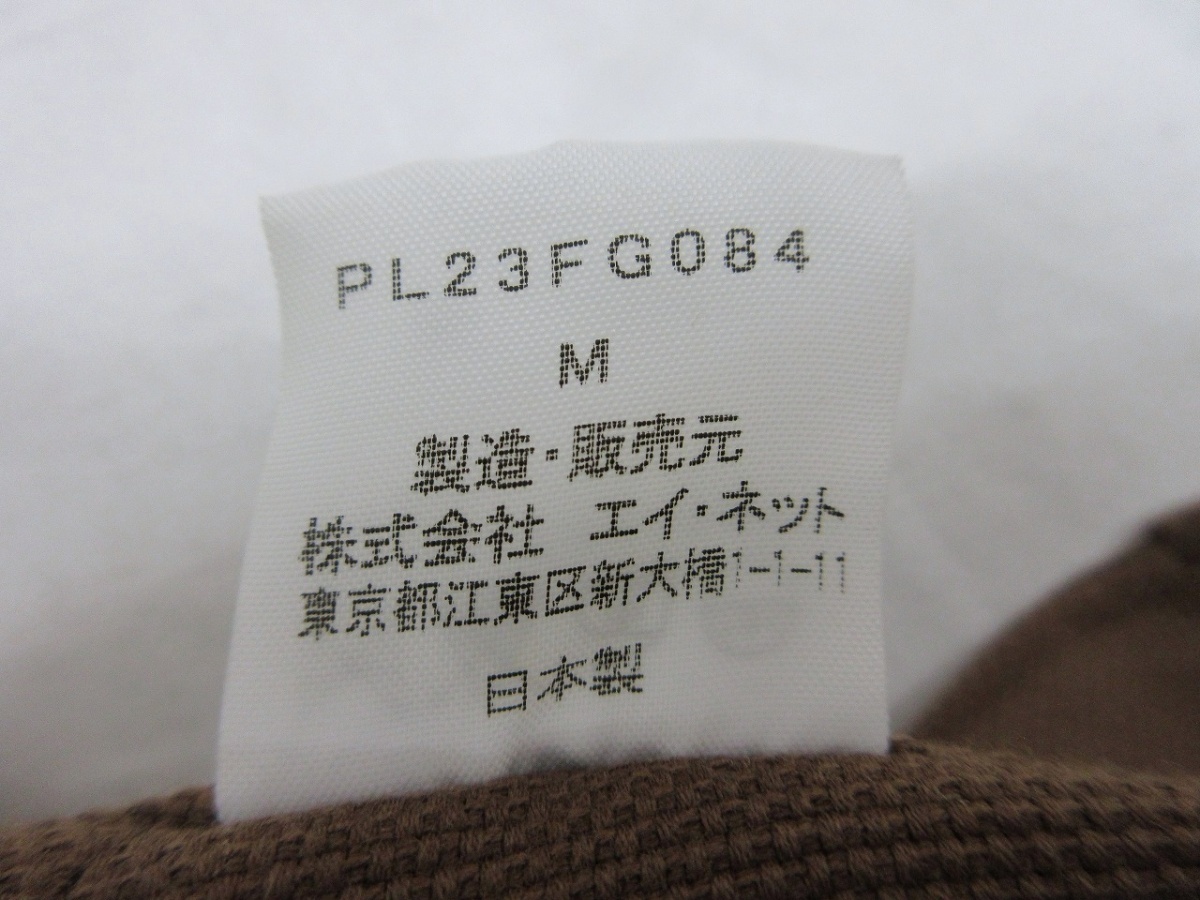 PL23FG084
M
製造・販売元
株式会社 エイ・ネット
東京都江東区新大橋1-1-11
日本製